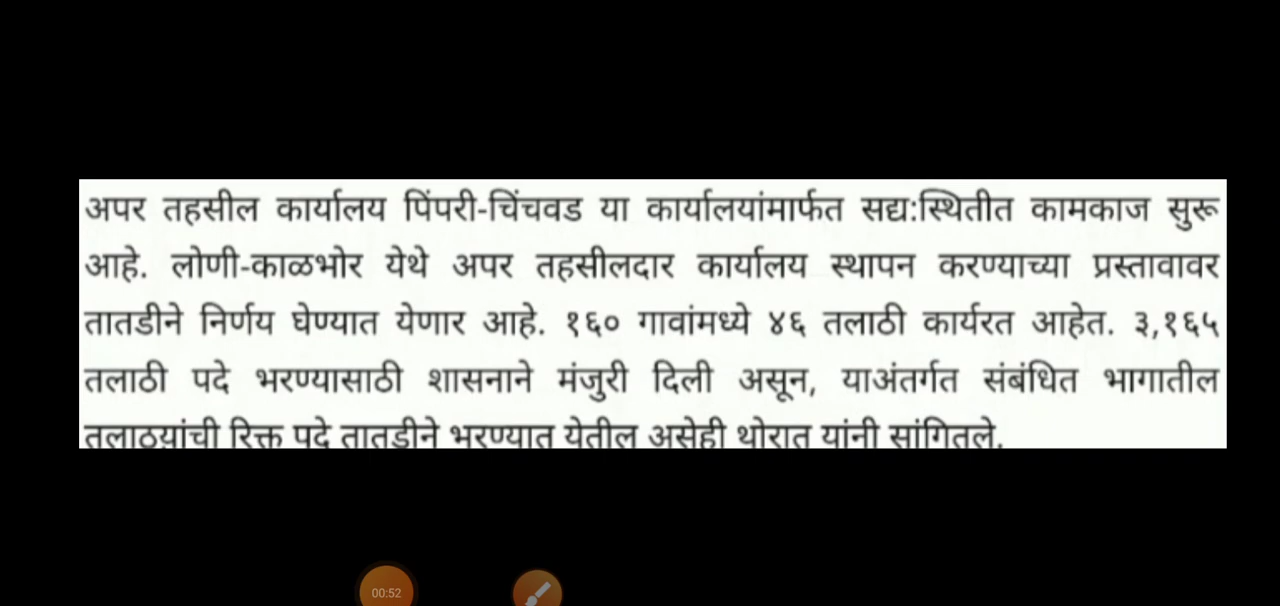 अपर तहसील कार्यालय पिंपरी-चिंचवड या कार्यालयांमार्फत सद्य:स्थितीत कामकाज सुरू
आहे. लोणी-काळभोर येथे अपर तहसीलदार कार्यालय स्थापन करण्याच्या प्रस्तावावर
तातडीने निर्णय घेण्यात येणार आहे. १६० गावांमध्ये ४६ तलाठी कार्यरत आहेत. ३,१६५
तलाठी पदे भरण्यासाठी शासनाने मंजुरी दिली असून, याअंतर्गत संबंधित भागातील
तलाठयांची रिक्त पदे तातडीने भरण्यात येतील असेही थोरात यांनी सांगितले.
00:52